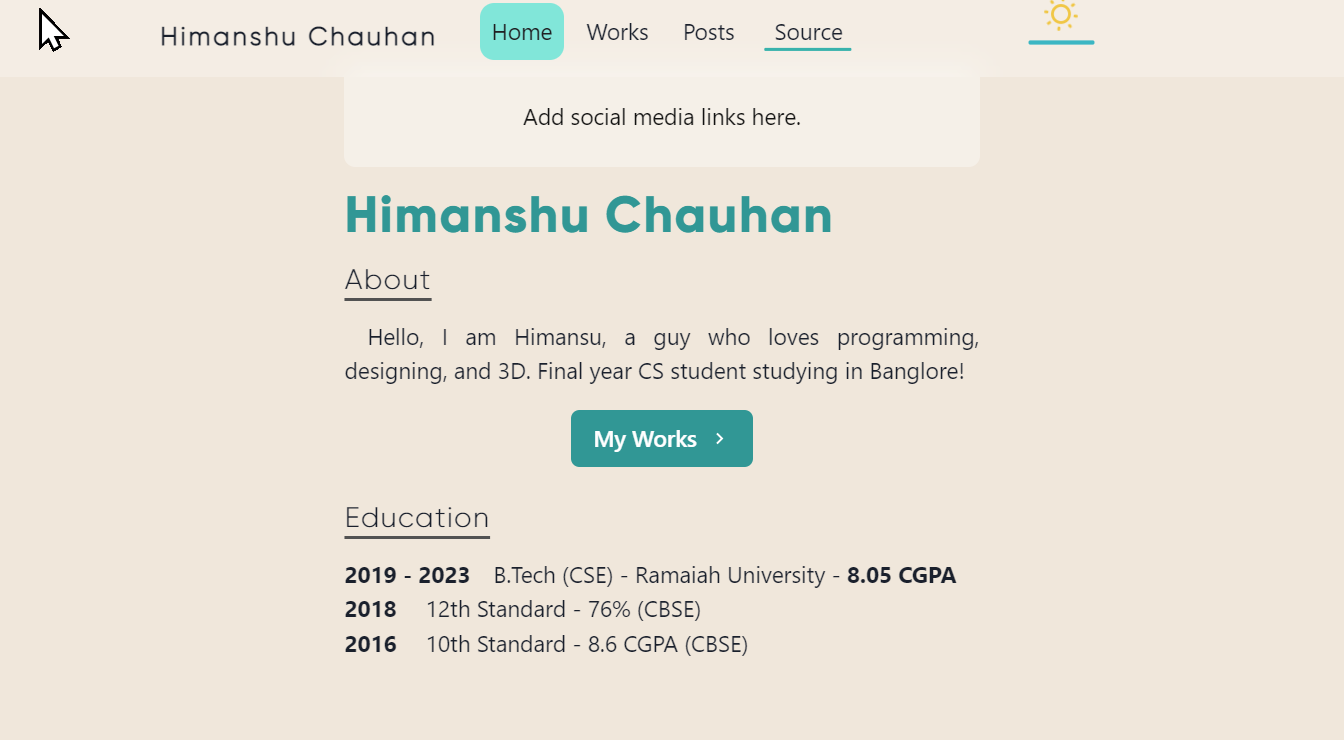 Himanshu Chauhan
Home Works Posts Source
Add social media links here.
Himanshu Chauhan
About
Hello, I am Himansu, a guy who loves programming,
designing, and 3D. Final year CS student studying in Banglore!
My Works
Education
2019 - 2023 B.Tech (CSE) - Ramaiah University - 8.05 CGPA
2018 12th Standard - 76% (CBSE)
2016 10th Standard - 8.6 CGPA (CBSE)